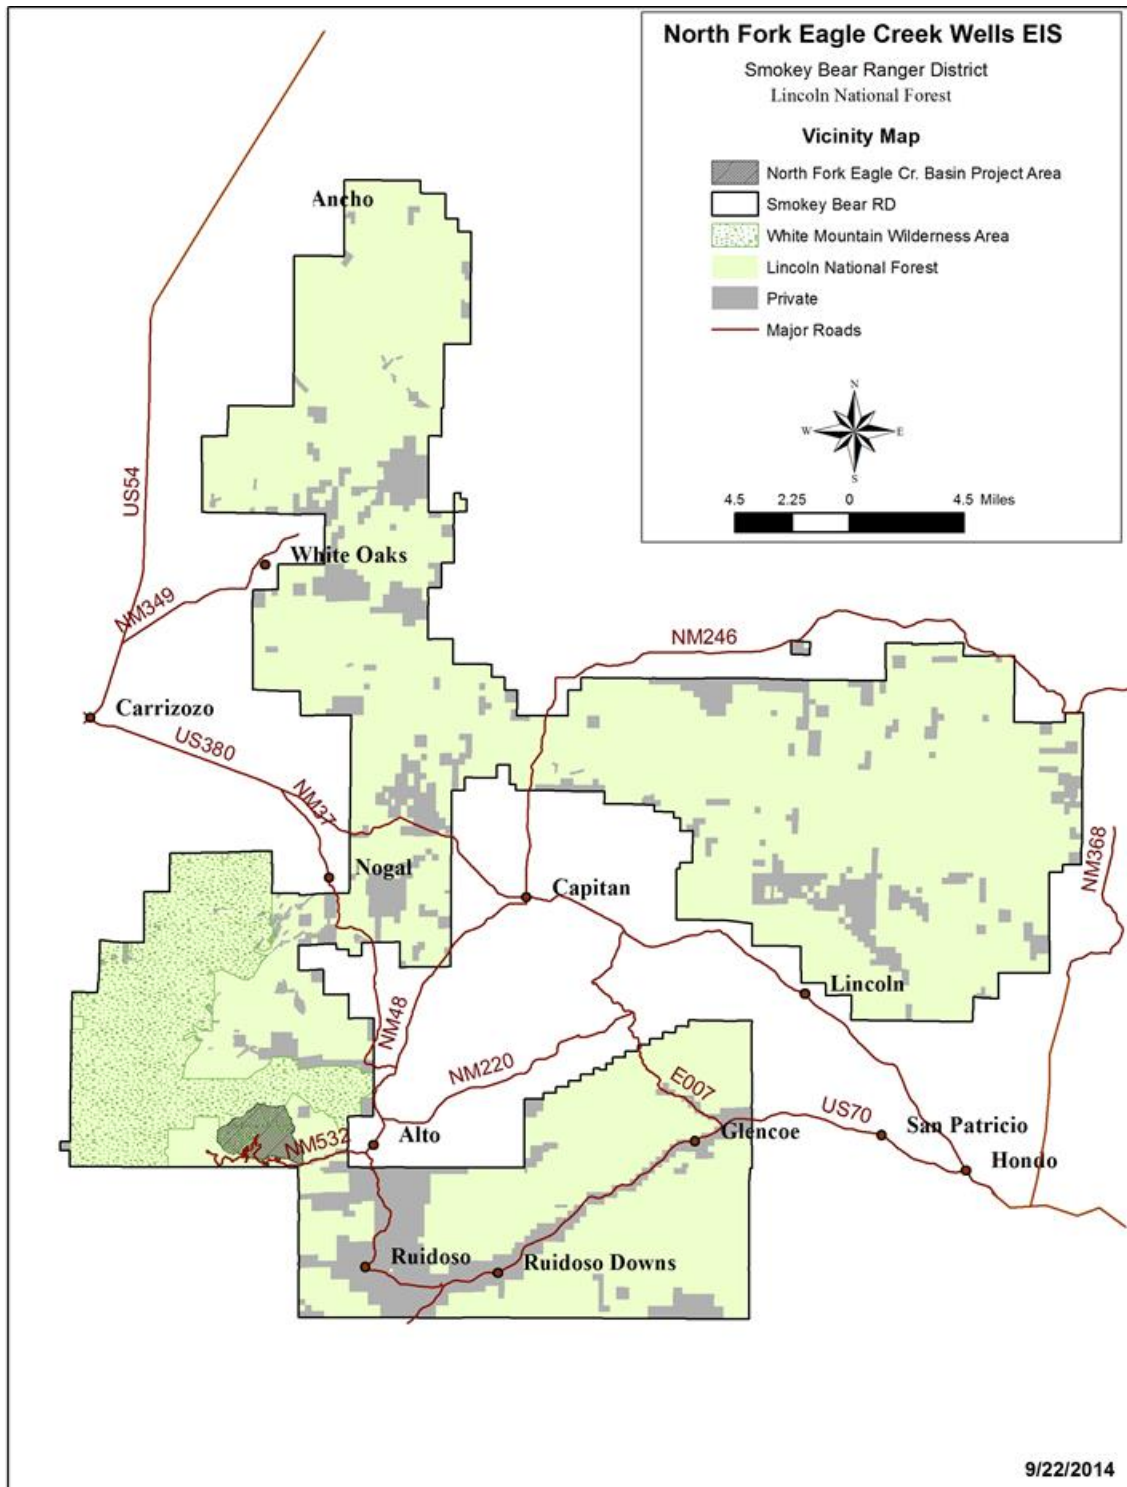 North Fork Eagle Creek Wells EIS
Smokey Bear Ranger District
Lincoln National Forest
Vicinity Map
North Fork Eagle Cr. Basin Project Area
Smokey Bear RD
White Mountain Wilderness Area
Lincoln National Forest
Private
Major Roads
N
W E
S
4.5 2.25 0 4.5 Miles
Ancho
US54
White Oaks
NM349
NM246
Carrizozo
US380
NM37
NM368
Nogal
Capitan
Lincoln
NM48
NM220
E007
US70
San Patricio
Glencoe
Alto
NM532
Hondo
Ruidoso
Ruidoso Downs
9/22/2014